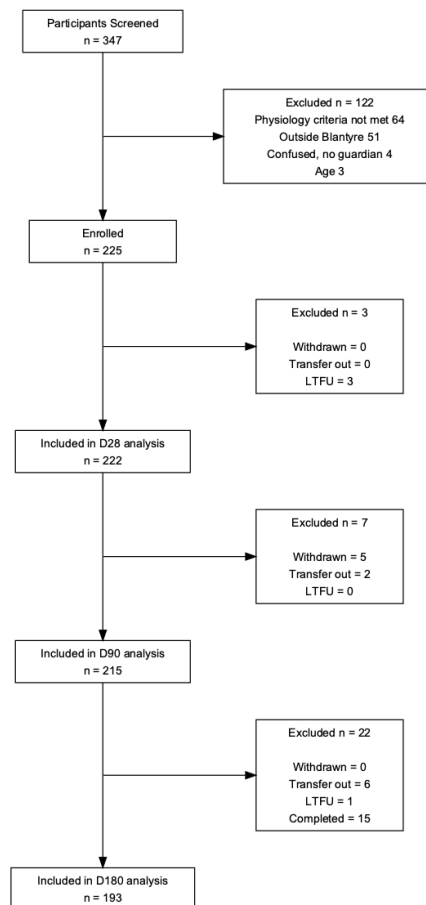 Participants Screened
n = 347
Excluded n = 122
Physiology criteria not met 64
Outside Blantyre 51
Confused, no guardian 4
Age 3
Enrolled
n = 225
Excluded n = 3
Withdrawn = 0
Transfer out = 0
LTFU = 3
Included in D28 analysis
n = 222
Excluded n = 7
Withdrawn = 5
Transfer out = 2
LTFU = 0
Included in D90 analysis
n = 215
Excluded n = 22
Withdrawn = 0
Transfer out = 6
LTFU = 1
Completed = 15
Included in D180 analysis
n = 193